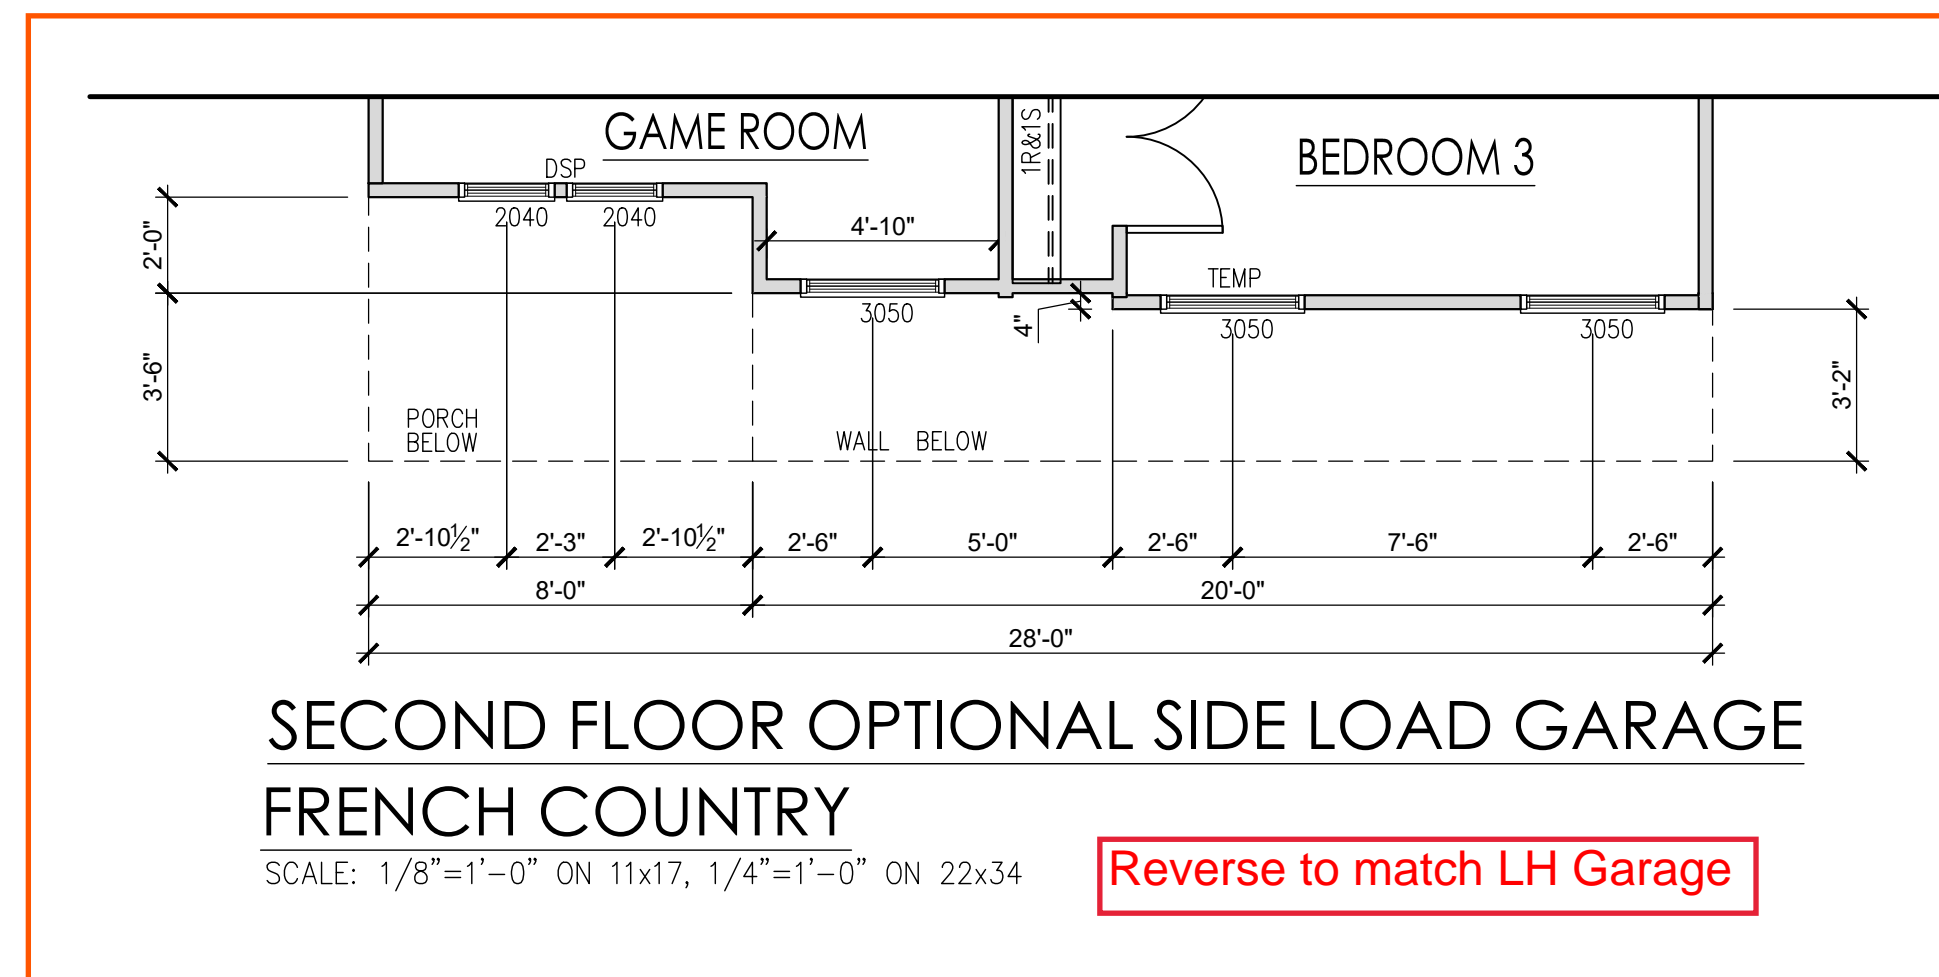 GAME ROOM
1R&1S
BEDROOM 3
DSP
2040 2040
4'-10"
2'-0"
TEMP
3050
4"
3050 3050
3'-6"
3'-2"
PORCH
BELOW
WALL BELOW
2'-10½" 2'-3" 2'-10½" 2'-6" 5'-0" 2'-6" 7'-6" 2'-6"
8'-0" 20'-0"
28'-0"
SECOND FLOOR OPTIONAL SIDE LOAD GARAGE
FRENCH COUNTRY
SCALE: 1/8"=1'-0" ON 11x17, 1/4"=1'-0" ON 22x34
Reverse to match LH Garage